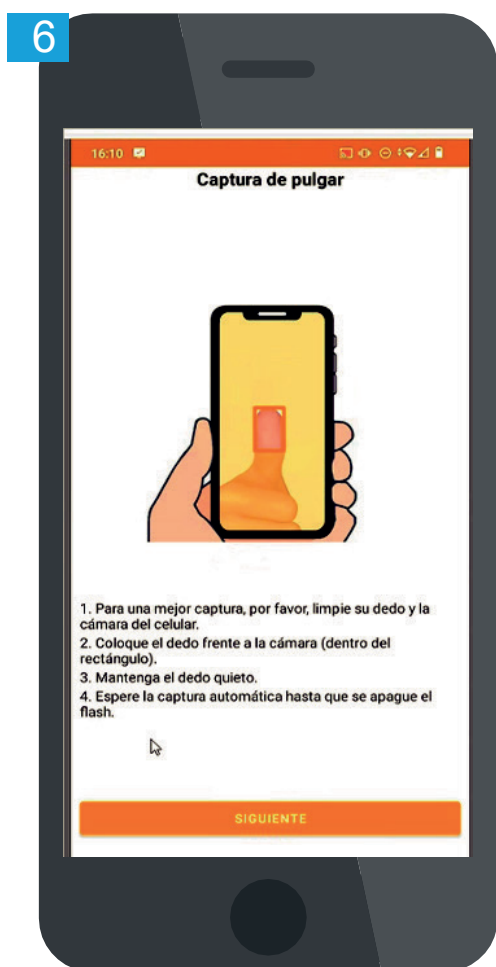 6
16:10
Captura de pulgar
1. Para una mejor captura, por favor, limpie su dedo y la
cámara del celular.
2. Coloque el dedo frente a la cámara (dentro del
rectángulo).
3. Mantenga el dedo quieto.
4. Espere la captura automática hasta que se apague el
flash.
SIGUIENTE